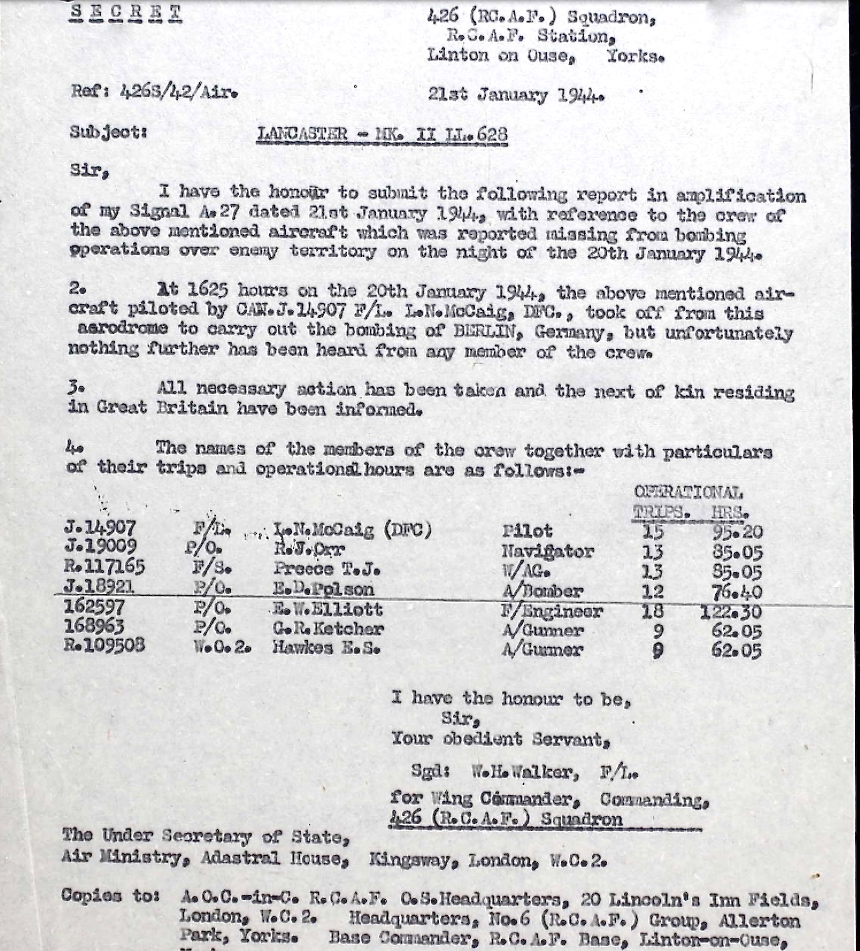 SECRET
426 (RC.A.F.) Squadron,
R.C.A.F. Station,
Linton on Ouse, Yorks.
Ref: 426S/42/Air.
21st January 1944.
Subject: LANCASTER - MK. II LL.628
Sir,
I have the honour to submit the following report in amplification
of my Signal A.27 dated 21st January 1944, with reference to the crew of
the above mentioned aircraft which was reported missing from bombing
operations over enemy territory on the night of the 20th January 1944.
2. At 1625 hours on the 20th January 1944, the above mentioned air-
craft piloted by CAN.J.14907 F/L. L.N.McCaig, DFC., took off from this
aerodrome to carry out the bombing of BERLIN, Germany, but unfortunately
nothing further has been heard from any member of the crew.
3. All necessary action has been taken and the next of kin residing
in Great Britain have been informed.
4. The names of the members of the crew together with particulars
of their trips and operational hours are as follows:-
OPERATIONAL
TRIPS. HRS.
J.14907 F/L. L.N.McCaig (DFC) Pilot 15 95.20
J.19009 P/O. R.J.Orr Navigator 13 85.05
R.117165 F/S. Preece T.J. W/AG. 13 85.05
J.18921 P/O. E.D.Polson A/Bomber 12 76.40
162597 P/O. E.W.Elliott F/Engineer 18 122.30
168963 P/O. G.R.Ketcher A/Gunner 9 62.05
R.109508 W.O.2. Hawkes E.S. A/Gunner 9 62.05
I have the honour to be,
Sir,
Your obedient Servant,
Sgd: W.H.Walker, F/L.
for Wing Commander, Commanding,
426 (R.C.A.F.) Squadron
The Under Secretary of State,
Air Ministry, Adastral House, Kingsway, London, W.C.2.
Copies to: A.O.C.-in-C. R.C.A.F. O.S.Headquarters, 20 Lincoln's Inn Fields,
London, W.C.2. Headquarters, No.6 (R.C.A.F.) Group, Allerton
Park, Yorks. Base Commander, R.C.A.F. Base, Linton-on-Ouse,